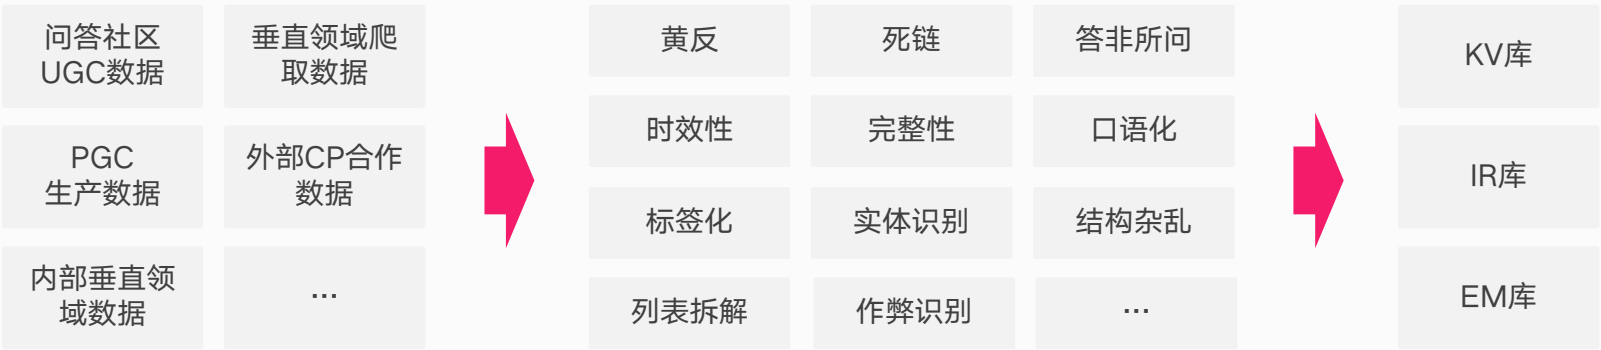 问答社区
UGC数据
垂直领域爬
取数据
PGC
生产数据
外部CP合作
数据
内部垂直领
域数据
...
黄反
死链
答非所问
时效性
完整性
口语化
标签化
实体识别
结构杂乱
列表拆解
作弊识别
...
KV库
IR库
EM库